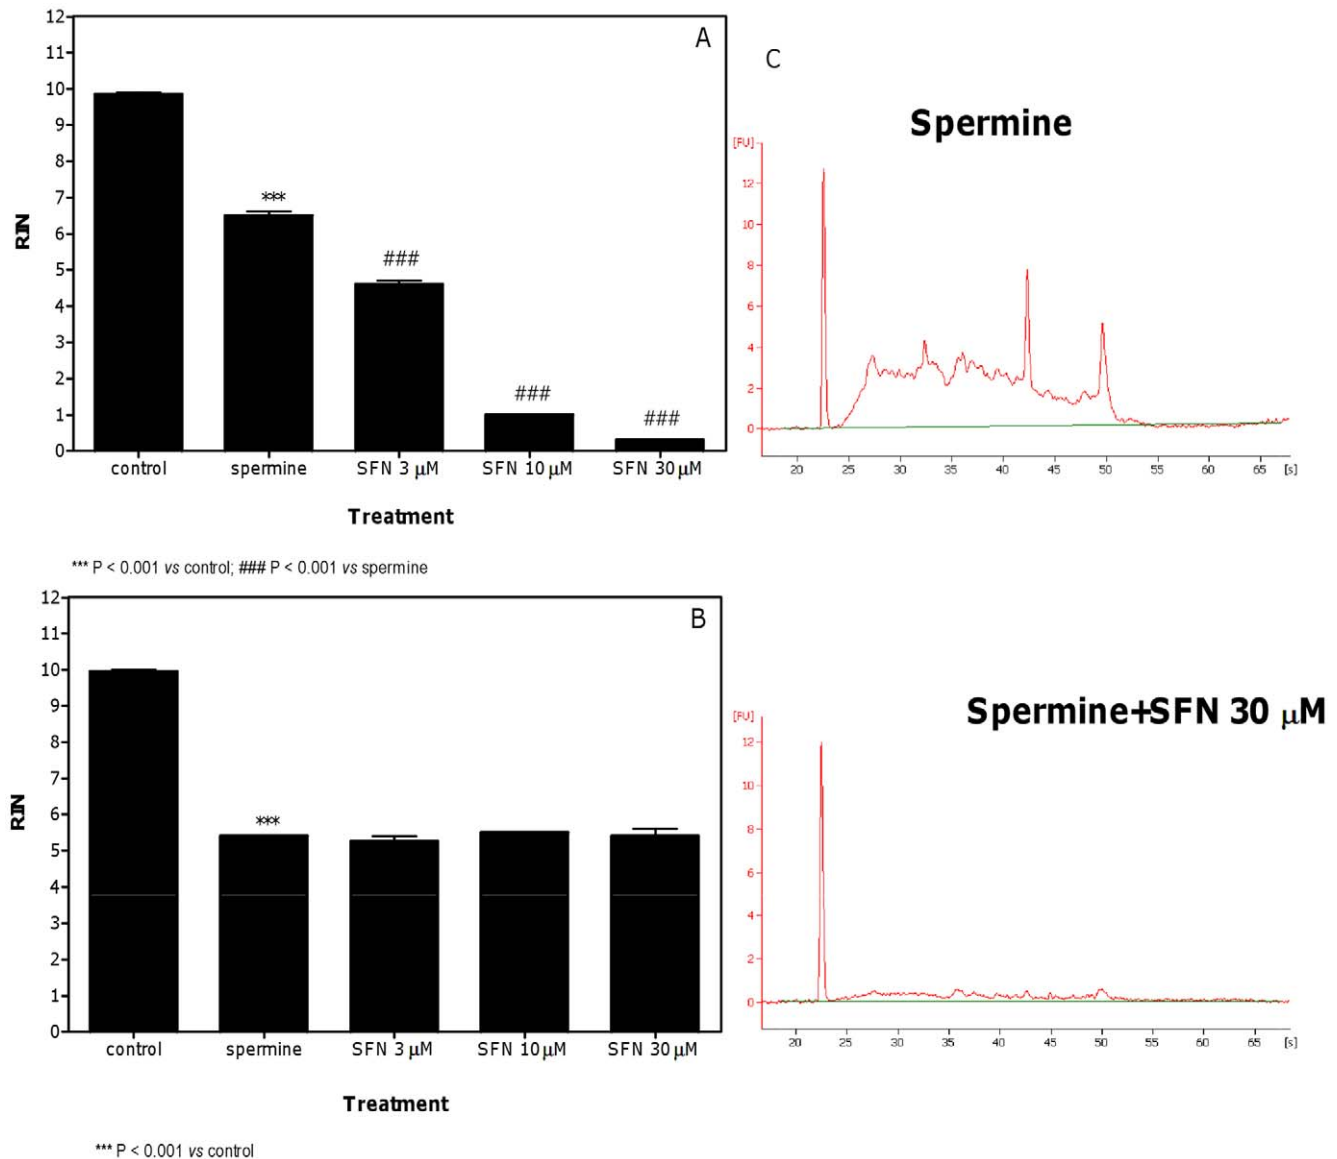 A
12
11
10
9
8
7
6
5
4
3
2
1
0
RIN
***
###
###
###
control spermine SFN 3 μM SFN 10 μM SFN 30 μM
Treatment
*** P < 0.001 vs control; ### P < 0.001 vs spermine
B
12
11
10
9
8
7
6
5
4
3
2
1
0
RIN
***
control spermine SFN 3 μM SFN 10 μM SFN 30 μM
Treatment
*** P < 0.001 vs control
C
Spermine
[FU]
12
10
8
6
4
2
0
20 25 30 35 40 45 50 55 60 65 [s]
Spermine+SFN 30 μM
[FU]
12
10
8
6
4
2
0
20 25 30 35 40 45 50 55 60 65 [s]